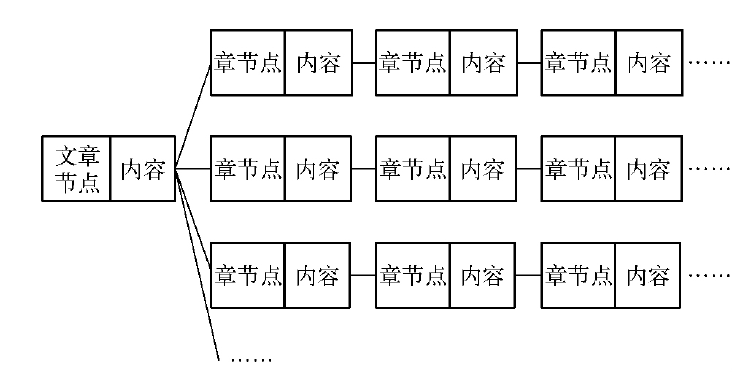 章节点 内容 章节点 内容 章节点 内容 ……
文章
节点 内容 章节点 内容 章节点 内容 章节点 内容 ……
章节点 内容 章节点 内容 章节点 内容 ……
……